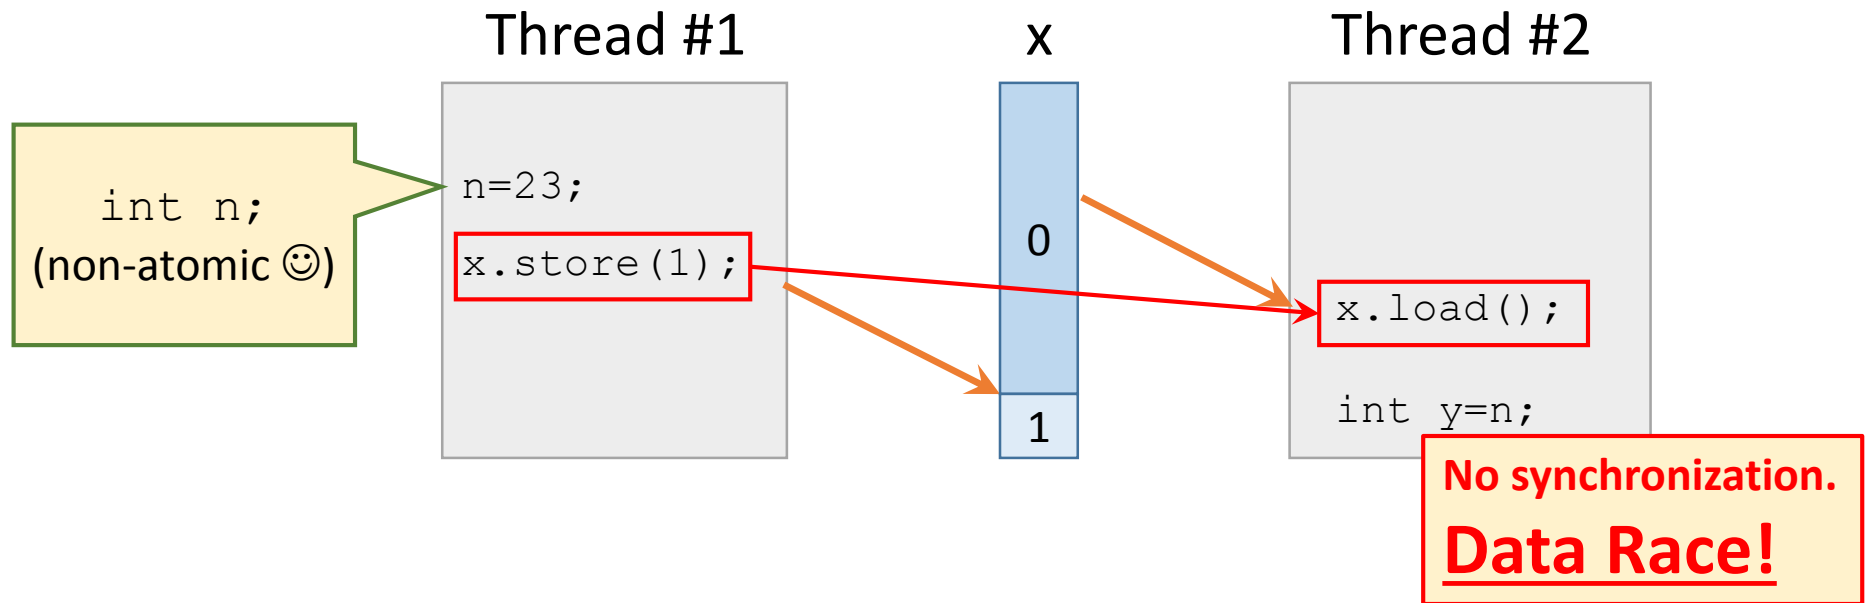 Thread #1
x
Thread #2
int n;
(non-atomic ☺)
n=23;
x.store(1);
0
1
x.load();
int y=n;
No synchronization.
Data Race!